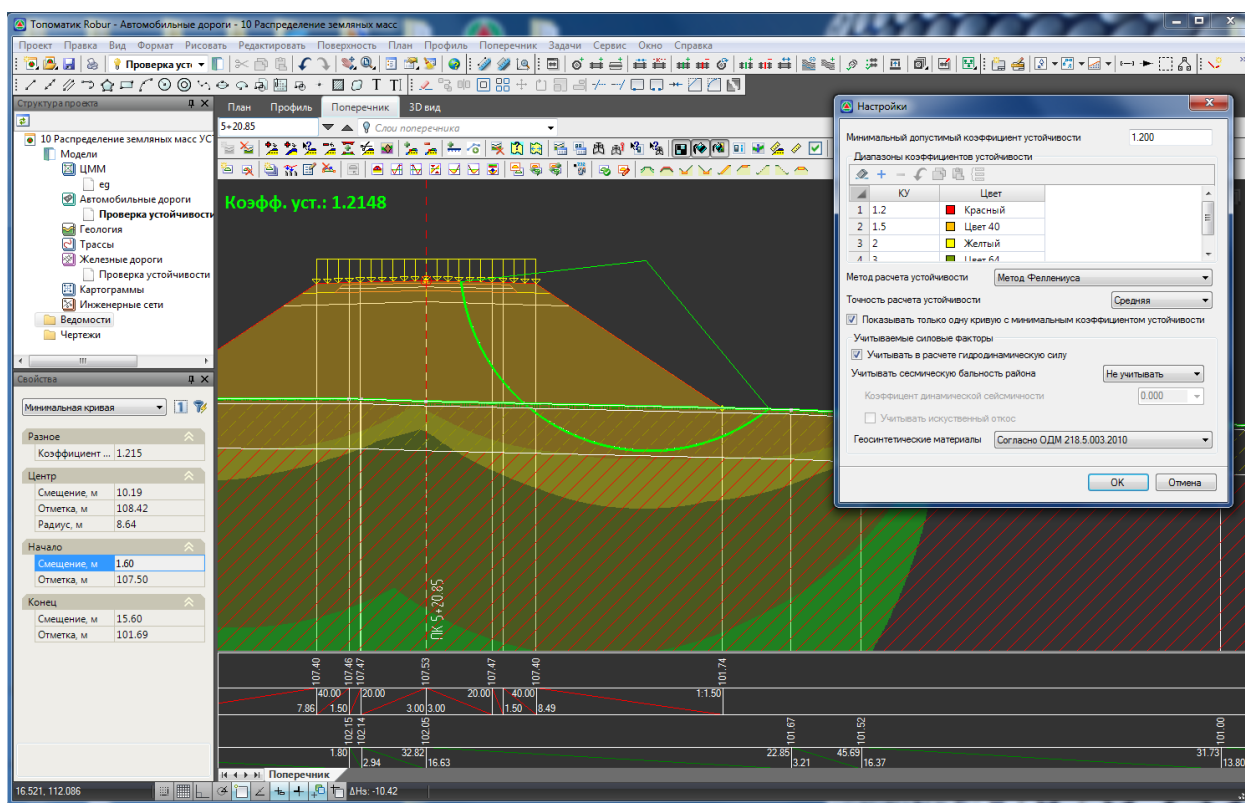 Топоматик Robur - Автомобильные дороги - 10 Распределение земляных масс
Проект Правка Вид Формат Рисовать Редактировать Поверхность План Профиль Поперечник Задачи Сервис Окно Справка
Проверка уст
Структура проекта
10 Распределение земляных масс УС
Модели
ЦММ
eg
Автомобильные дороги
Проверка устойчивости
Геология
Трассы
Железные дороги
Проверка устойчивости
Картограммы
Инженерные сети
Ведомости
Чертежи
Свойства
Минимальная кривая
Разное
Коэффициент ... 1.215
Центр
Смещение, м 10.19
Отметка, м 108.42
Радиус, м 8.64
Начало
Смещение, м 1.60
Отметка, м 107.50
Конец
Смещение, м 15.60
Отметка, м 101.69
План Профиль Поперечник 3D вид
5+20.85 Слои поперечника
Коэфф. уст.: 1.2148
ПК 5+20.85
107.40 107.46 107.47 107.53 107.47 107.40 101.74
40.00 20.00 20.00 40.00 1:1.50
7.86 1.50 3.00 3.00 1.50 8.49
102.15 102.14 102.05 101.67 101.52 101.00
1.80 32.82 22.85 45.69 31.73
2.94 16.63 3.21 16.37 13.80
Поперечник
16.521, 112.086 ΔHз: -10.42
Настройки
Минимальный допустимый коэффициент устойчивости 1.200
Диапазоны коэффициентов устойчивости
КУ Цвет
1 1.2 Красный
2 1.5 Цвет 40
3 2 Желтый
4 3 Цвет 64
Метод расчета устойчивости Метод Феллениуса
Точность расчета устойчивости Средняя
Показывать только одну кривую с минимальным коэффициентом устойчивости
Учитываемые силовые факторы
Учитывать в расчете гидродинамическую силу
Учитывать сесмическую бальность района Не учитывать
Коэффицент динамической сейсмичности 0.000
Учитывать искуственный откос
Геосинтетические материалы Согласно ОДМ 218.5.003.2010
OK Отмена